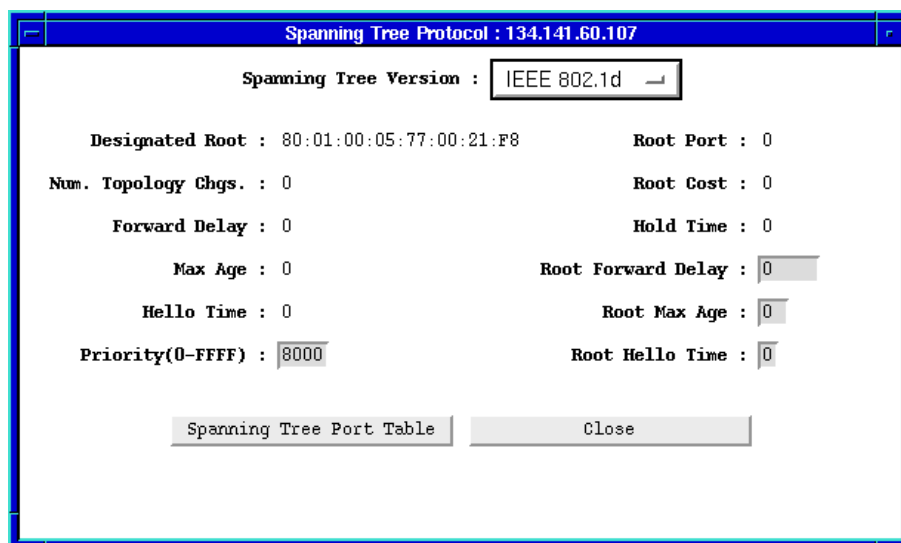 Spanning Tree Protocol : 134.141.60.107
Spanning Tree Version : IEEE 802.1d
Designated Root : 80:01:00:05:77:00:21:F8 Root Port : 0
Num. Topology Chgs. : 0 Root Cost : 0
Forward Delay : 0 Hold Time : 0
Max Age : 0 Root Forward Delay : 0
Hello Time : 0 Root Max Age : 0
Priority(0-FFFF) : 8000 Root Hello Time : 0
Spanning Tree Port Table Close